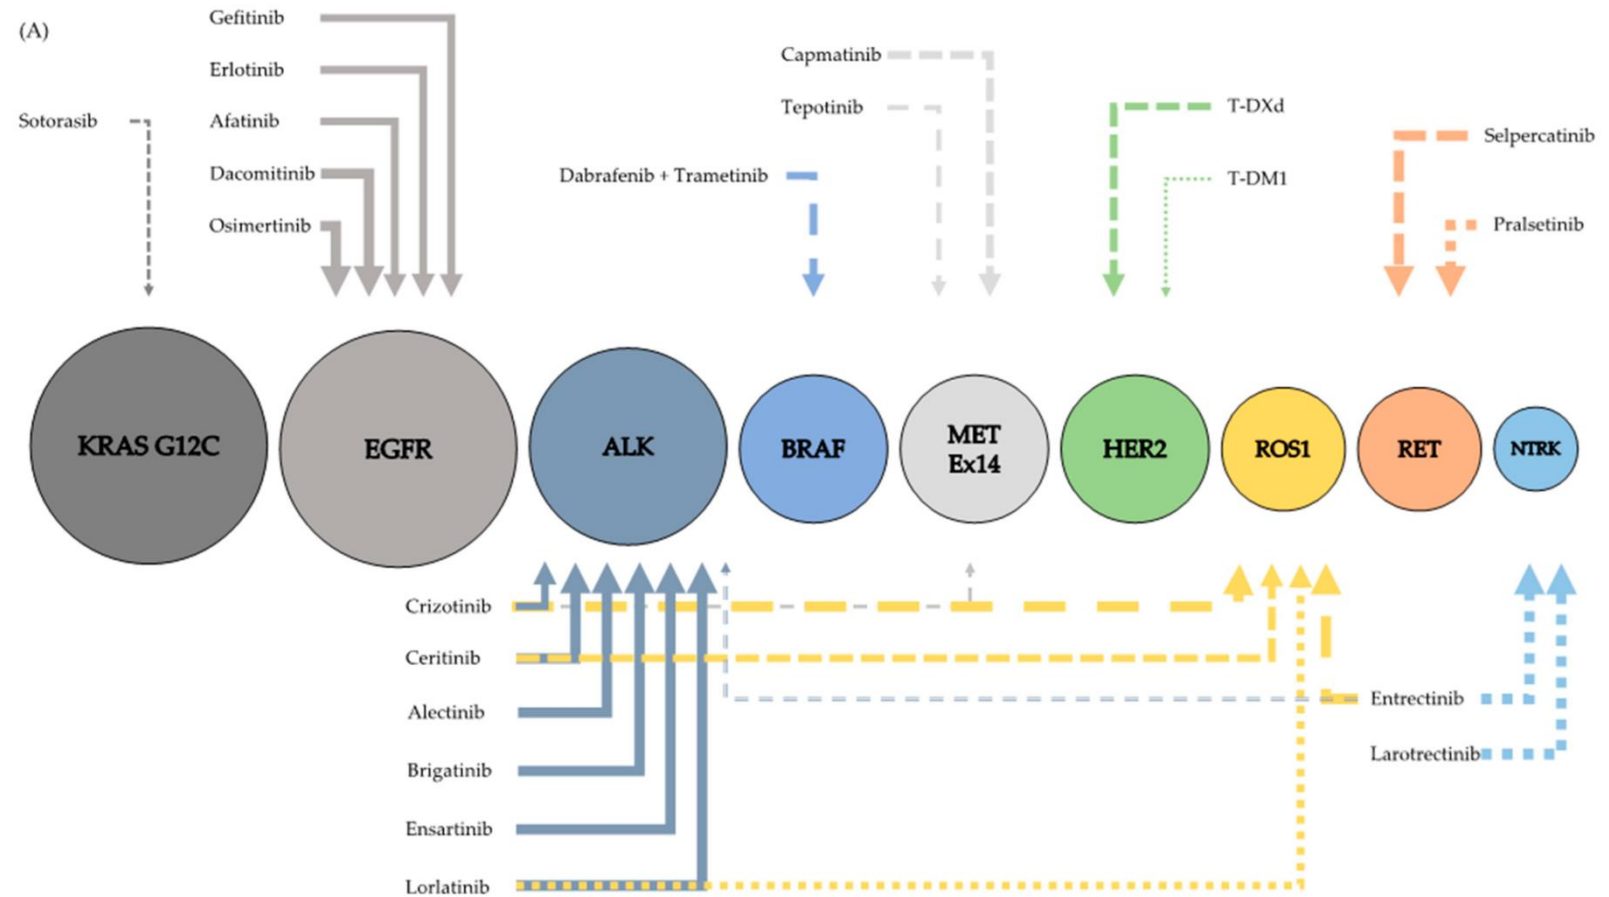 (A)
Gefitinib
Erlotinib
Sotorasib
Afatinib
Dacomitinib
Osimertinib
Dabrafenib + Trametinib
Capmatinib
Tepotinib
T-DXd
T-DM1
Selpercatinib
Pralsetinib
KRAS G12C
EGFR
ALK
BRAF
MET
Ex14
HER2
ROS1
RET
NTRK
Crizotinib
Ceritinib
Alectinib
Brigatinib
Ensartinib
Lorlatinib
Entrectinib
Larotrectinib